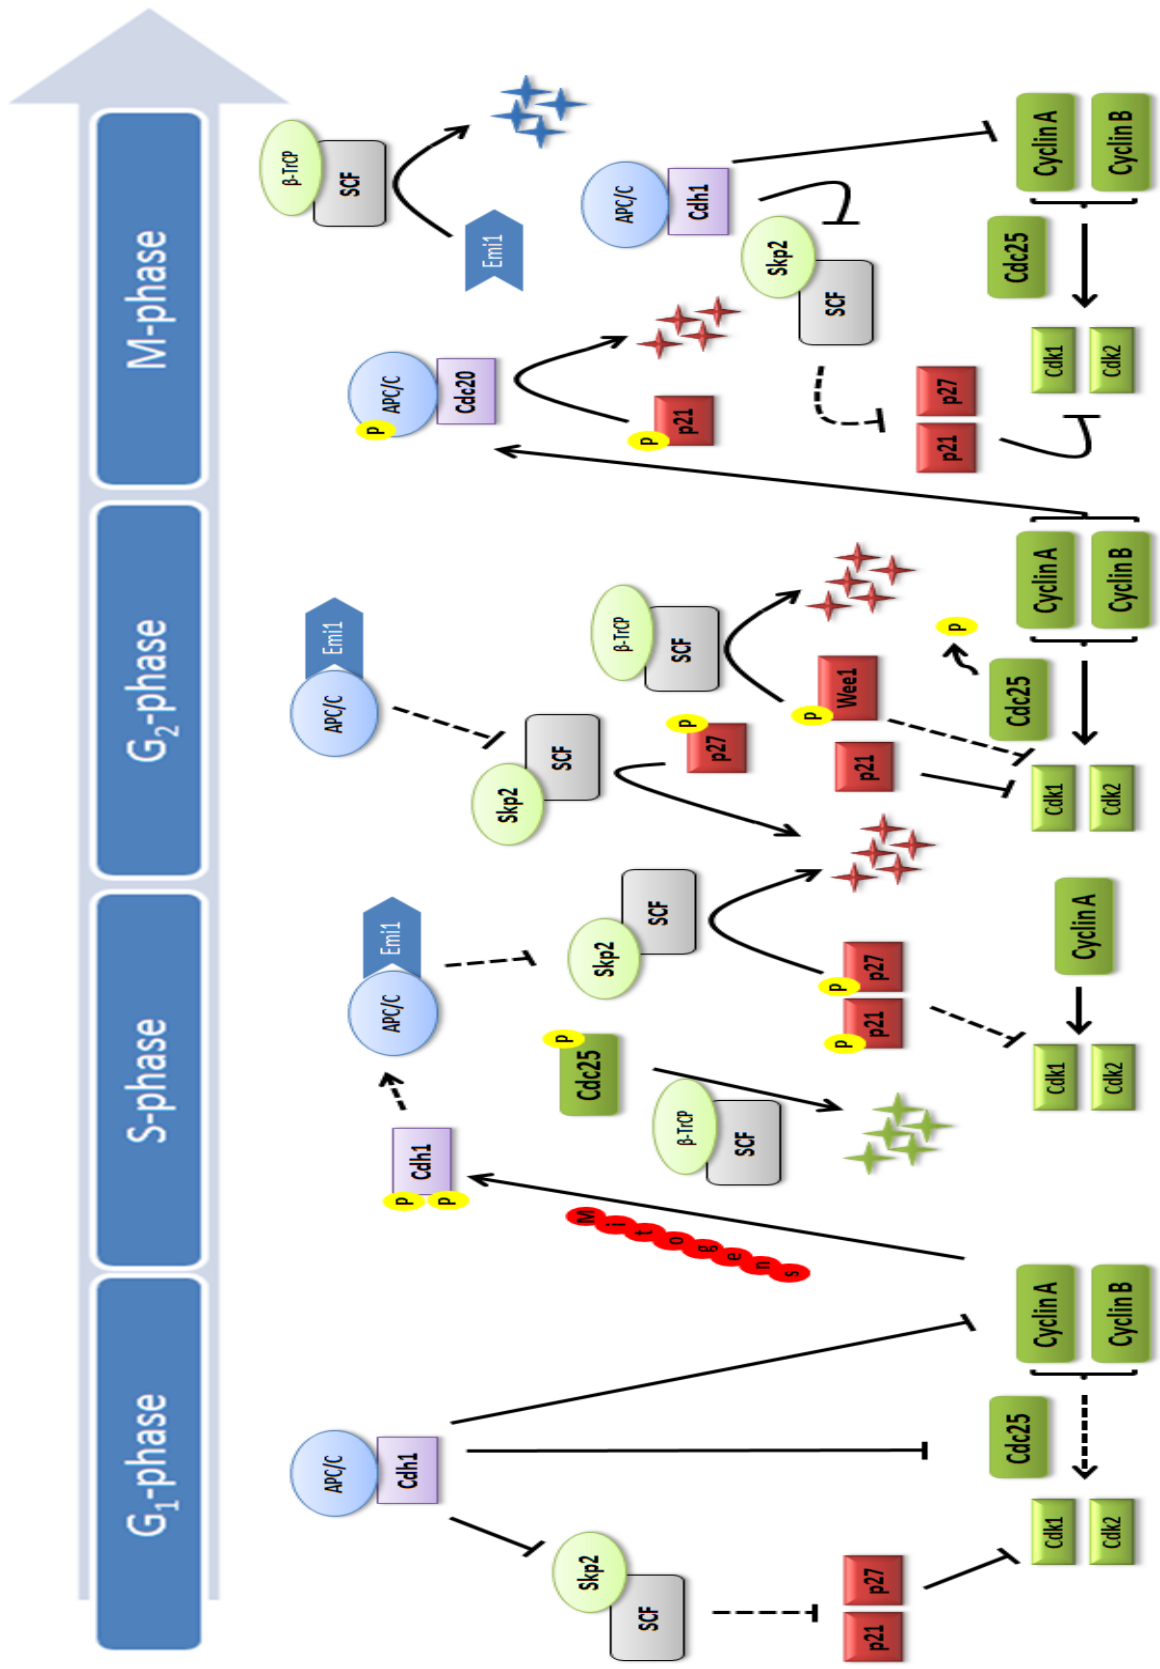 G1-phase
S-phase
G2-phase
M-phase
APC/C
Cdh1
Skp2
SCF
p21
p27
Cdk1
Cdk2
Cdc25
Cyclin A
Cyclin B
Mitogens
P
P
Cdh1
APC/C
Emi1
P
Cdc25
β-TrCP
SCF
Skp2
SCF
P
p21
P
p27
Cdk1
Cdk2
Cyclin A
APC/C
Emi1
Skp2
SCF
P
p27
β-TrCP
SCF
P
Wee1
p21
P
Cdc25
Cdk1
Cdk2
Cyclin A
Cyclin B
P
APC/C
Cdc20
P
p21
β-TrCP
SCF
Emi1
APC/C
Cdh1
Skp2
SCF
p21
p27
Cdk1
Cdk2
Cdc25
Cyclin A
Cyclin B